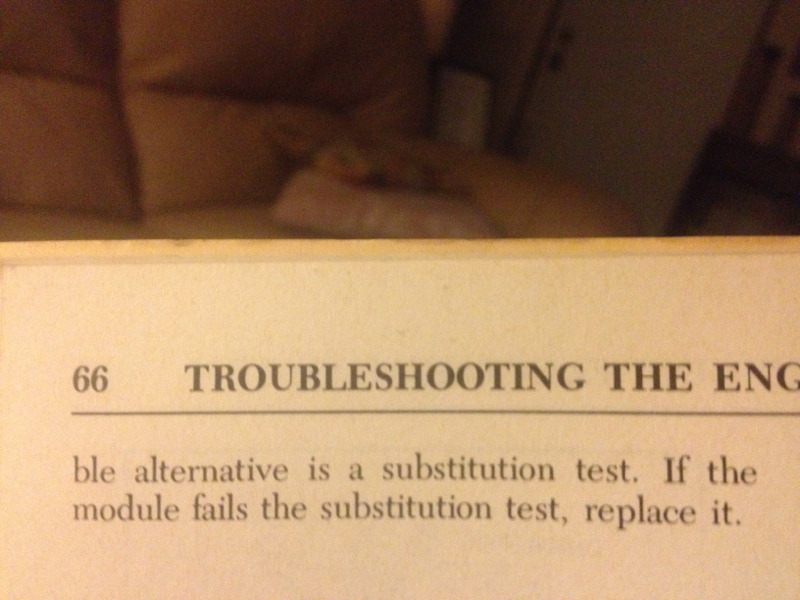 66 TROUBLESHOOTING THE ENG
ble alternative is a substitution test. If the
module fails the substitution test, replace it.